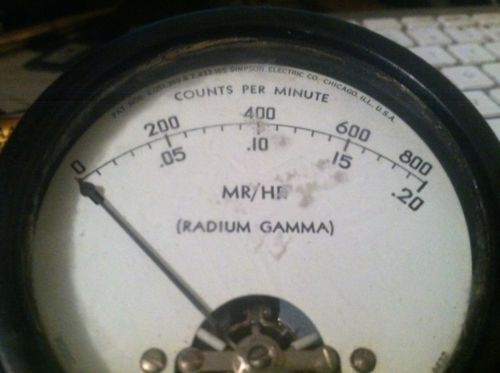 SIMPSON ELECTRIC CO. CHICAGO, ILL., U.S.A.
COUNTS PER MINUTE
0 200 400 600 800
.05 .10 .15 .20
MR/HR
(RADIUM GAMMA)